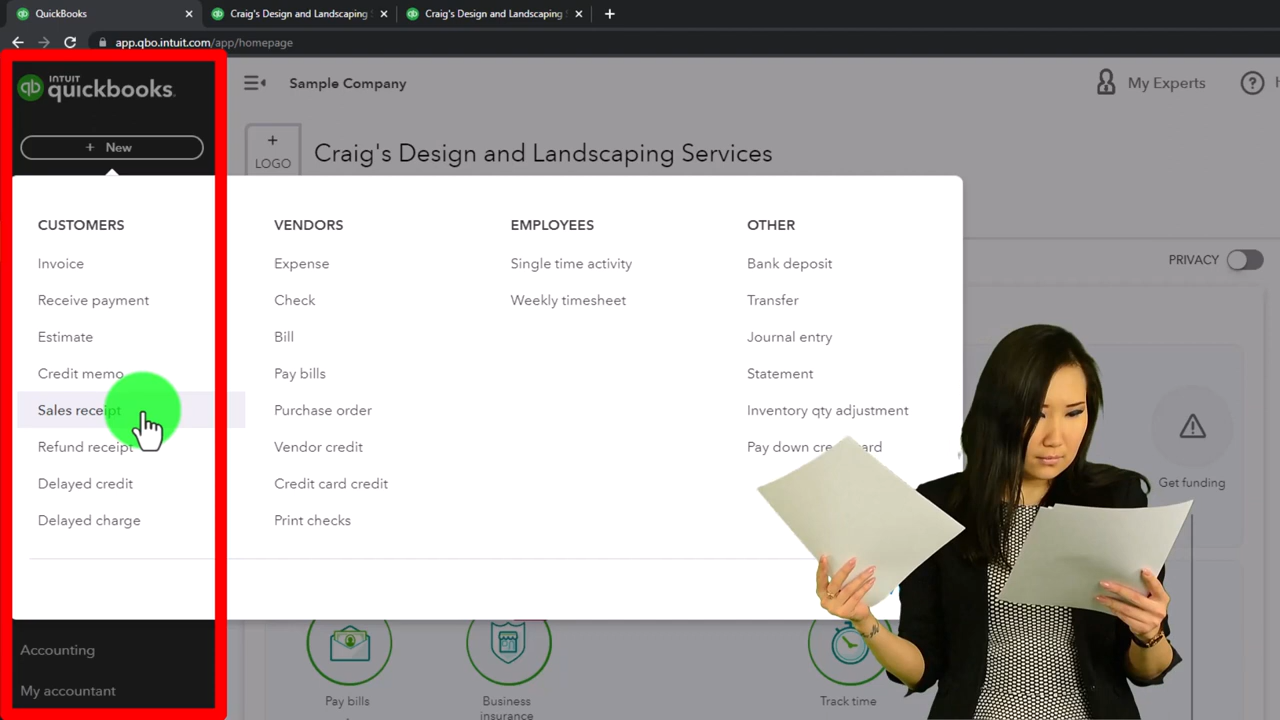 QuickBooks
Craig's Design and Landscaping
Craig's Design and Landscaping
app.qbo.intuit.com/app/homepage
INTUIT
quickbooks.
Sample Company
My Experts
+ New
+
LOGO
Craig's Design and Landscaping Services
PRIVACY
CUSTOMERS
Invoice
Receive payment
Estimate
Credit memo
Sales receipt
Refund receipt
Delayed credit
Delayed charge
VENDORS
Expense
Check
Bill
Pay bills
Purchase order
Vendor credit
Credit card credit
Print checks
EMPLOYEES
Single time activity
Weekly timesheet
OTHER
Bank deposit
Transfer
Journal entry
Statement
Inventory qty adjustment
Pay down credit card
Get funding
Accounting
My accountant
Pay bills
Business
insurance
Track time